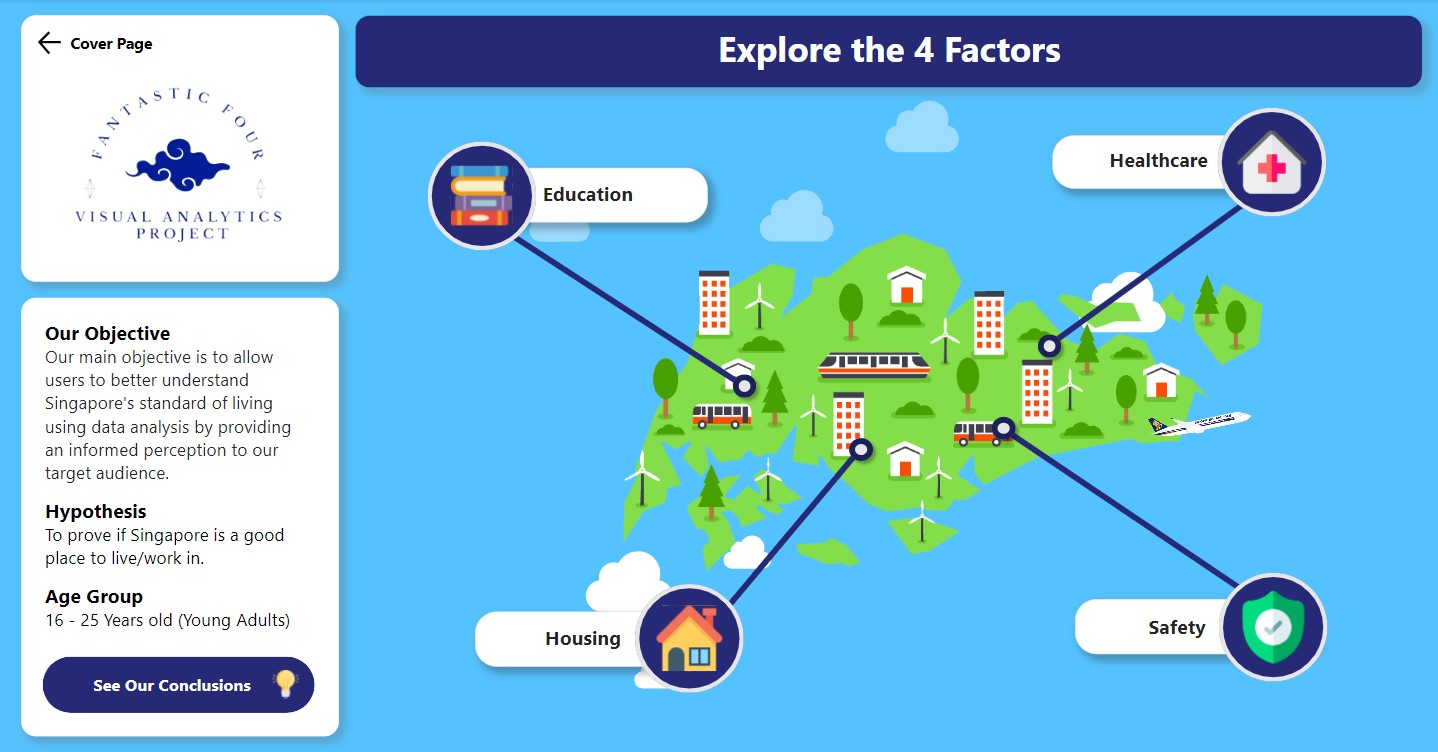 Cover Page
FANTASTIC FOUR
VISUAL ANALYTICS
PROJECT
Our Objective
Our main objective is to allow
users to better understand
Singapore's standard of living
using data analysis by providing
an informed perception to our
target audience.
Hypothesis
To prove if Singapore is a good
place to live/work in.
Age Group
16 - 25 Years old (Young Adults)
See Our Conclusions
Explore the 4 Factors
Education
Healthcare
Housing
Safety